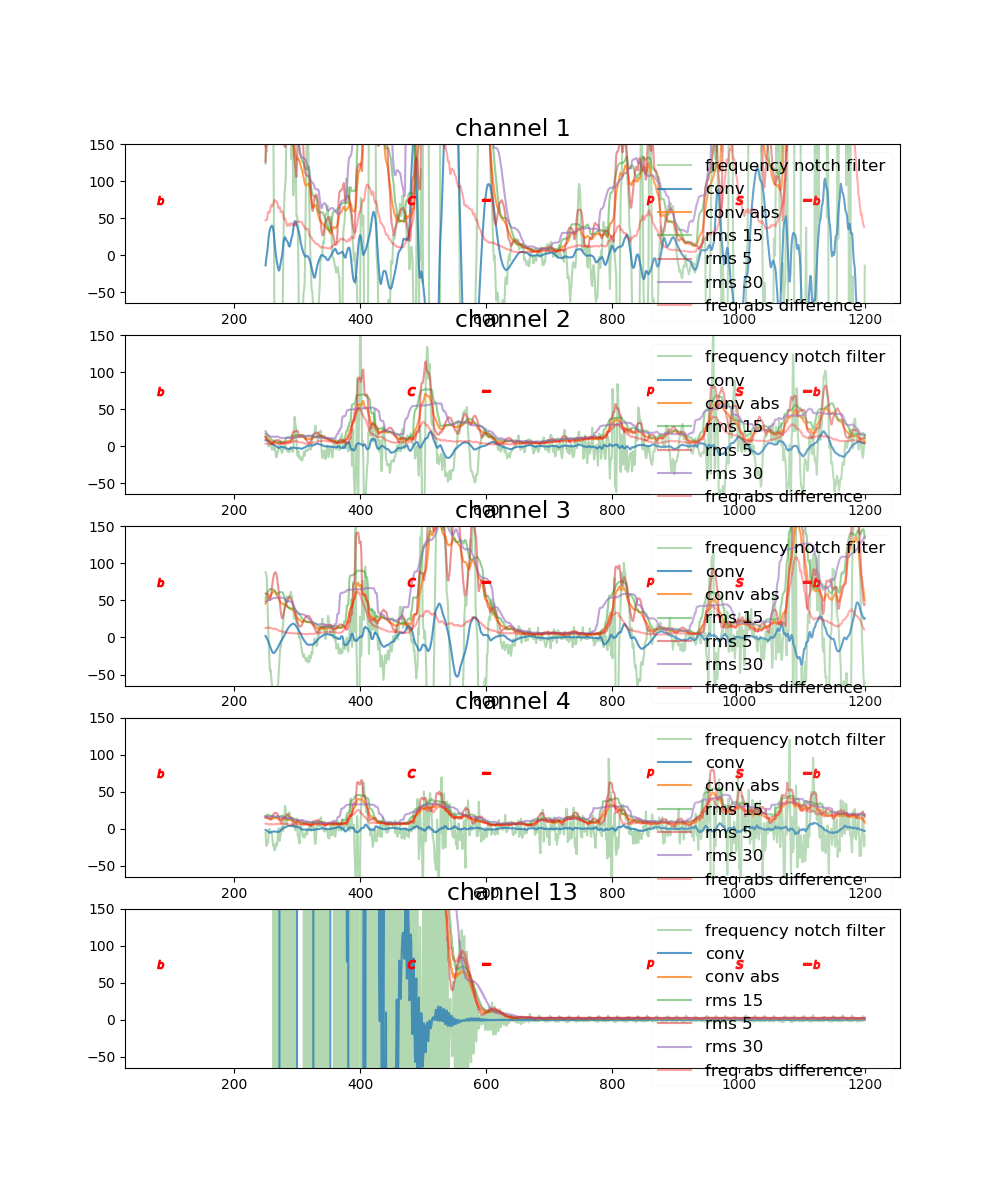 channel 1
150
100
50
0
−50
b C – p S –b
frequency notch filter
conv
conv abs
rms 15
rms 5
rms 30
freq abs difference
200 400 600 800 1000 1200
channel 2
150
100
50
0
−50
b C – p S –b
frequency notch filter
conv
conv abs
rms 15
rms 5
rms 30
freq abs difference
200 400 600 800 1000 1200
channel 3
150
100
50
0
−50
b C – p S –b
frequency notch filter
conv
conv abs
rms 15
rms 5
rms 30
freq abs difference
200 400 600 800 1000 1200
channel 4
150
100
50
0
−50
b C – p S –b
frequency notch filter
conv
conv abs
rms 15
rms 5
rms 30
freq abs difference
200 400 600 800 1000 1200
channel 13
150
100
50
0
−50
b C – p S –b
frequency notch filter
conv
conv abs
rms 15
rms 5
rms 30
freq abs difference
200 400 600 800 1000 1200